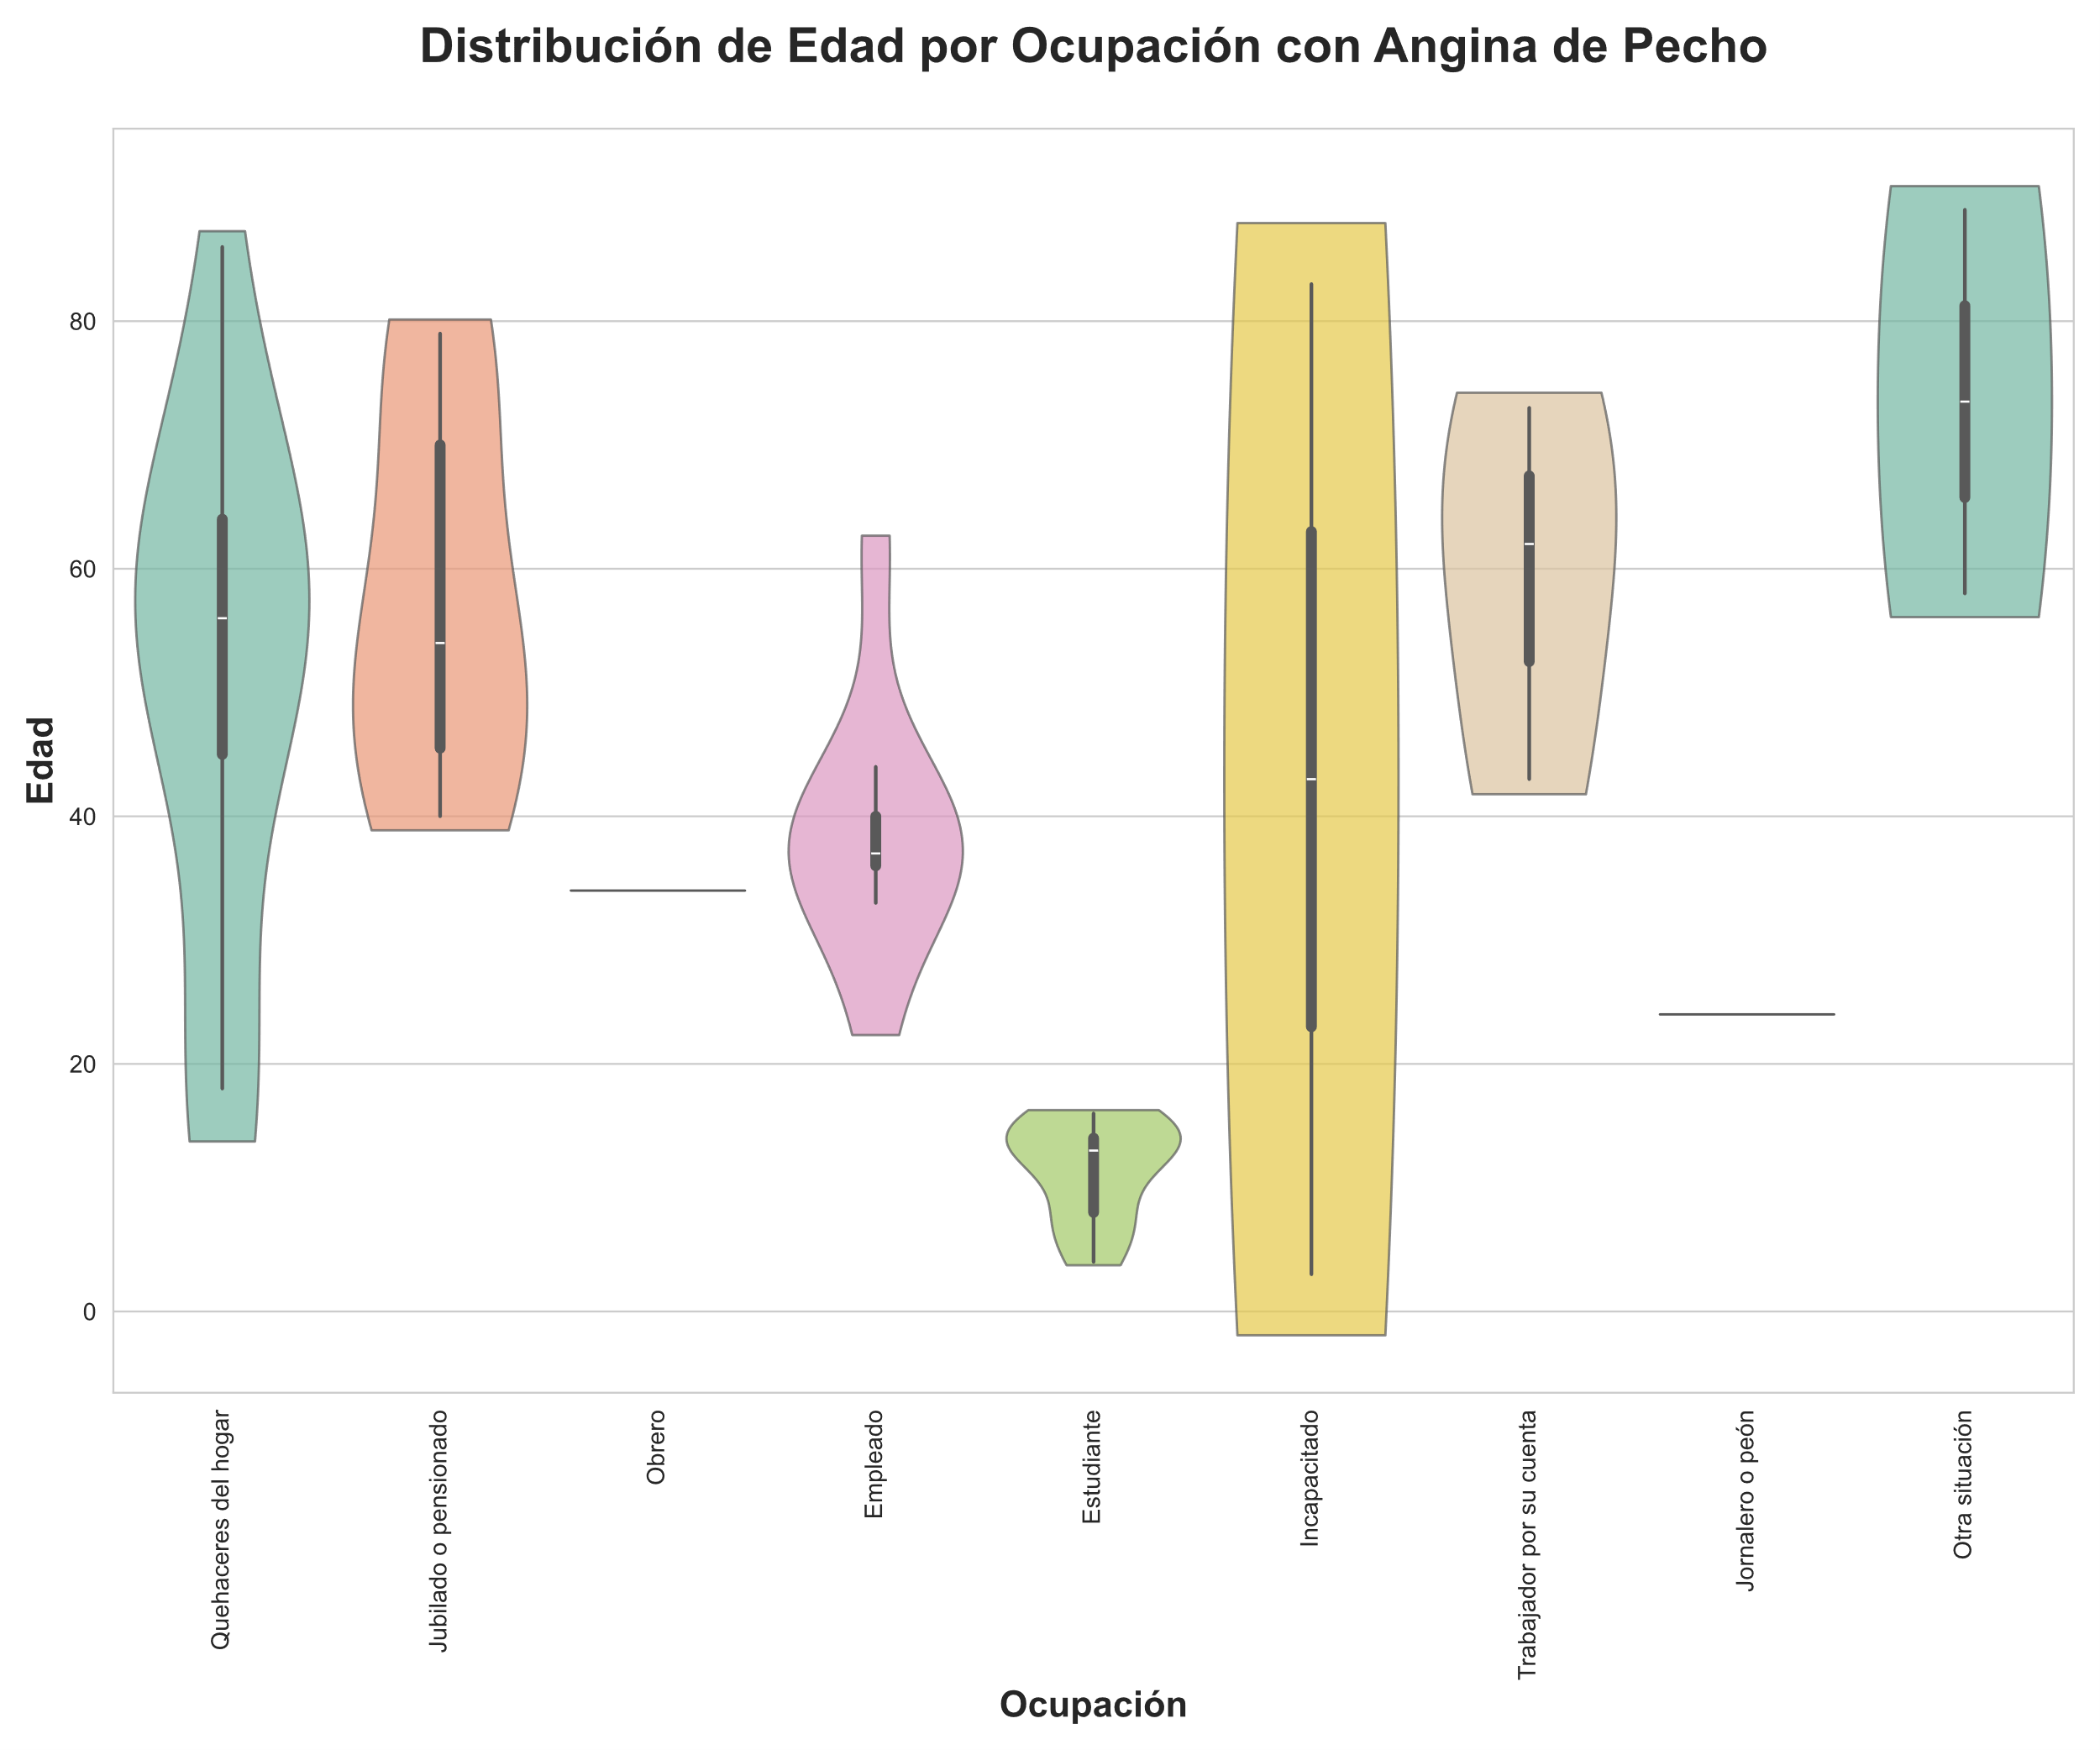 Distribución de Edad por Ocupación con Angina de Pecho
Edad
80
60
40
20
0
Quehaceres del hogar
Jubilado o pensionado
Obrero
Empleado
Estudiante
Incapacitado
Trabajador por su cuenta
Jornalero o peón
Otra situación
Ocupación